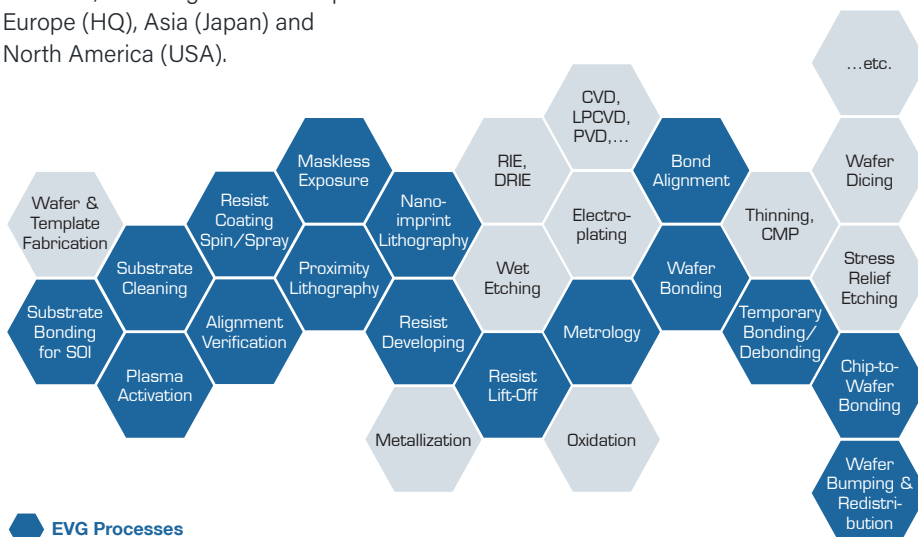 Europe (HQ), Asia (Japan) and
North America (USA).
...etc.
CVD,
LPCVD,
PVD,...
Maskless
Exposure
RIE,
DRIE
Bond
Alignment
Wafer
Dicing
Wafer &
Template
Fabrication
Resist
Coating
Spin/Spray
Nano-
imprint
Lithography
Electro-
plating
Thinning,
CMP
Substrate
Cleaning
Proximity
Lithography
Wet
Etching
Wafer
Bonding
Stress
Relief
Etching
Substrate
Bonding
for SOI
Alignment
Verification
Resist
Developing
Metrology
Temporary
Bonding/
Debonding
Plasma
Activation
Resist
Lift-Off
Chip-to-
Wafer
Bonding
Metallization
Oxidation
Wafer
Bumping &
Redistri-
bution
EVG Processes